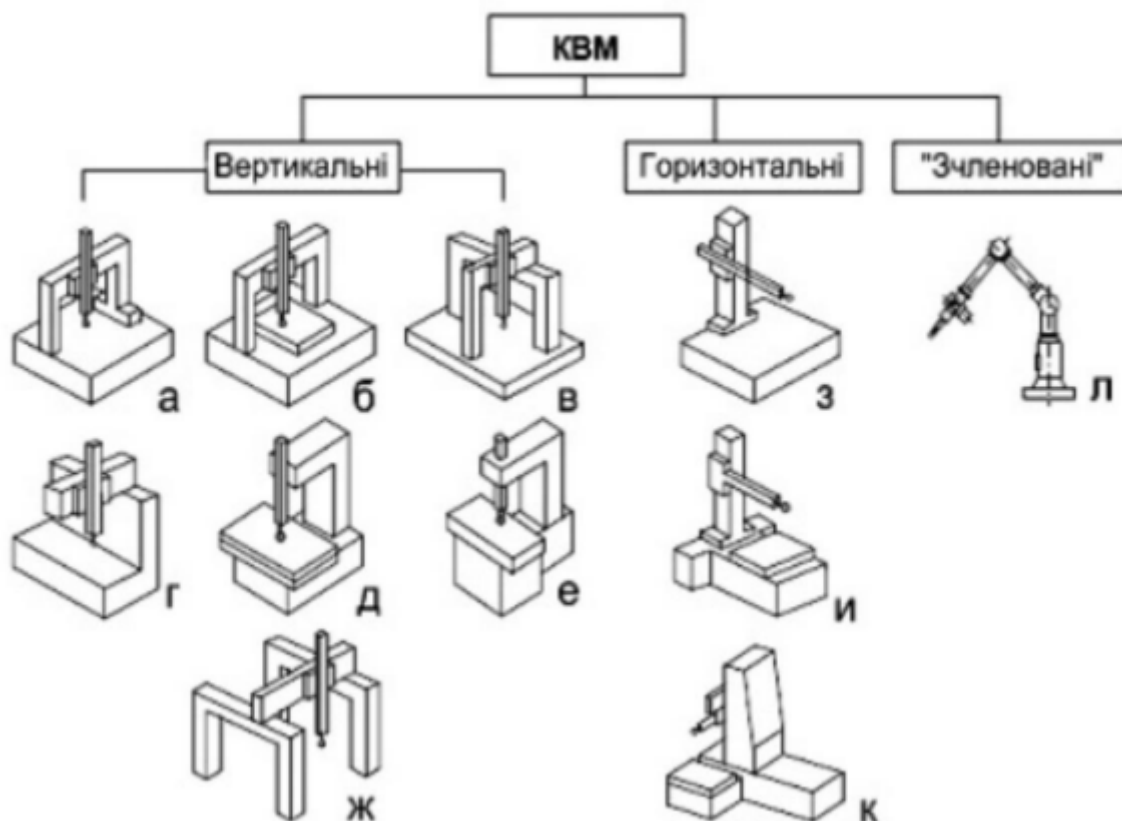 КВМ
Вертикальні
Горизонтальні
"Зчленовані"
а
б
в
з
л
г
д
е
и
ж
к